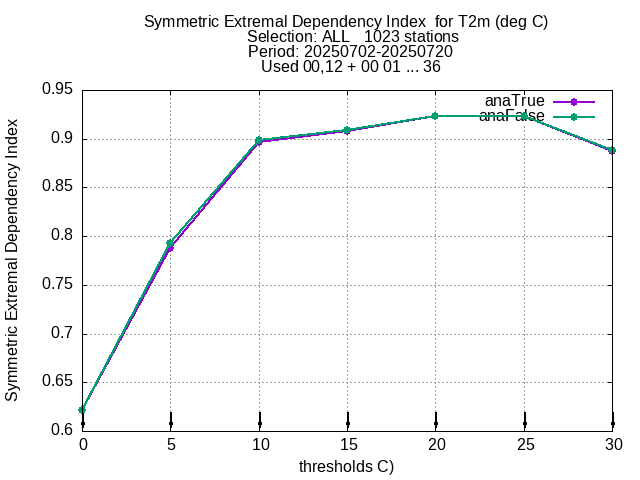 Symmetric Extremal Dependency Index  for T2m (deg C)
Selection: ALL   1023 stations
Period: 20250702-20250720
Used 00,12 + 00 01 ... 36
anaTrue
anaFalse
Symmetric Extremal Dependency Index
0.95
0.9
0.85
0.8
0.75
0.7
0.65
0.6
0 5 10 15 20 25 30
thresholds C)